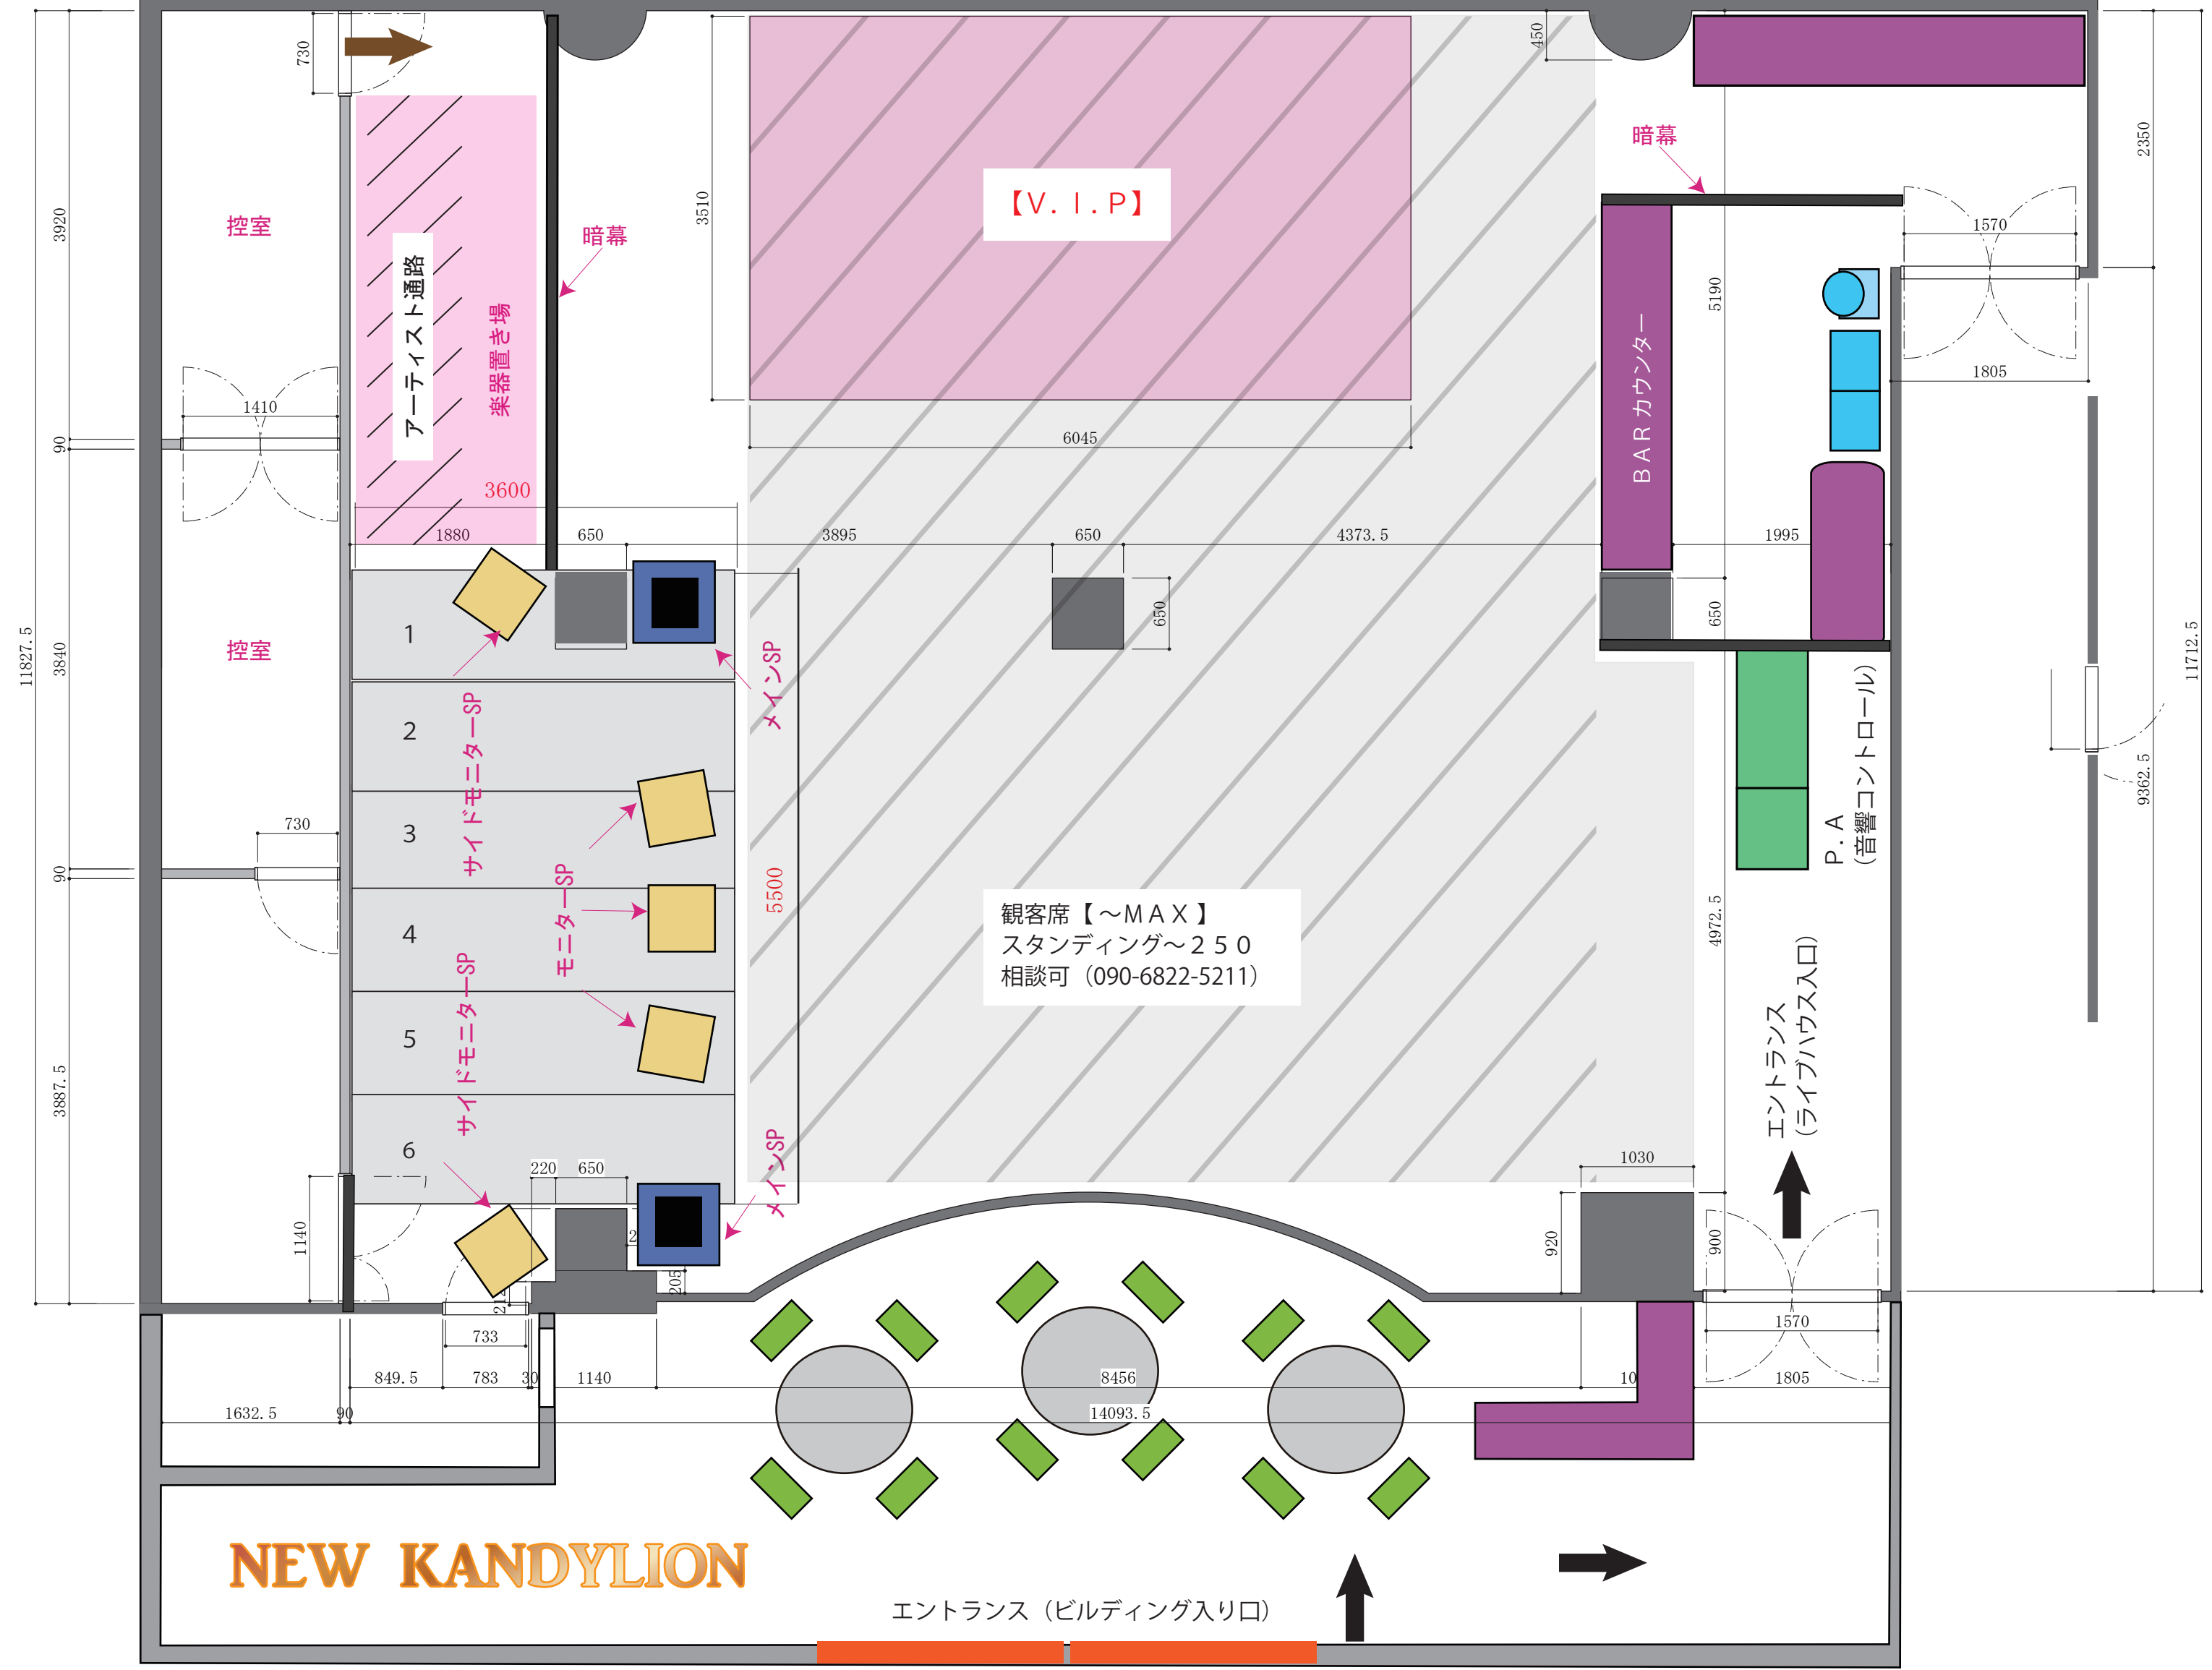 730
450
暗幕
2350
3920
控室
アーティスト通路
楽器置き場
暗幕
3510
【V.I.P】
1570
5190
BARカウンター
1805
1410
90
6045
3600
1880
650
3895
650
4373.5
1995
650
650
11827.5
3840
控室
1
メインSP
11712.5
2
サイドモニターSP
P.A
(音響コントロール)
9362.5
730
3
90
モニターSP
5500
4
観客席【～MAX】
スタンディング～250
相談可（090-6822-5211）
4972.5
サイドモニターSP
エントランス
(ライブハウス入口)
5
3887.5
6
メインSP
220
650
1030
1140
920
900
205
733
1570
849.5
783
30
1140
8456
10
1805
1632.5
90
14093.5
NEW KANDYLION
エントランス（ビルディング入り口）